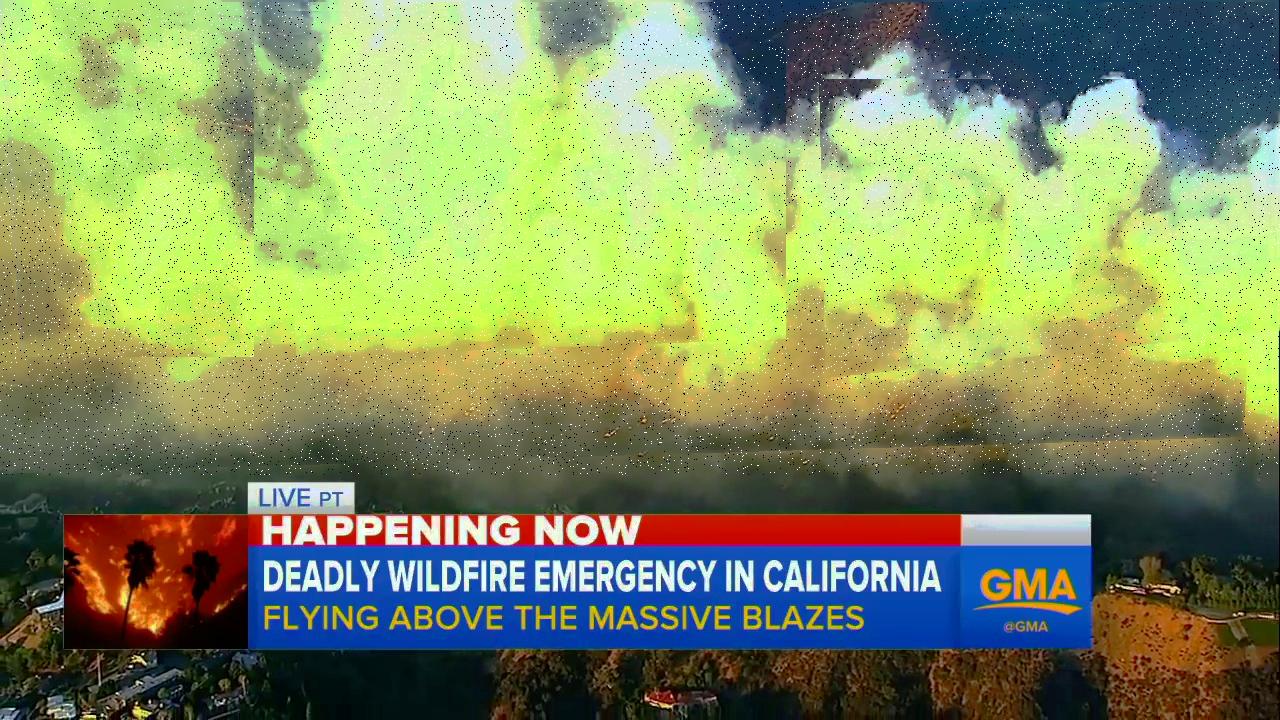 LIVE PT
HAPPENING NOW
DEADLY WILDFIRE EMERGENCY IN CALIFORNIA
FLYING ABOVE THE MASSIVE BLAZES
GMA
@GMA